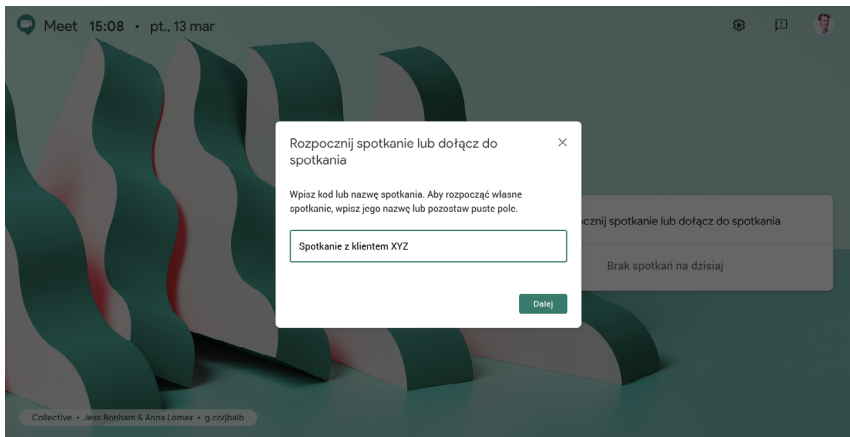 Meet 15:08 • pt., 13 mar
Rozpocznij spotkanie lub dołącz do
spotkania
Wpisz kod lub nazwę spotkania. Aby rozpocząć własne
spotkanie, wpisz jego nazwę lub pozostaw puste pole.
Spotkanie z klientem XYZ
Dalej
cznij spotkanie lub dołącz do spotkania
Brak spotkań na dzisiaj
Collective • Jess Bonham & Anna Lomax • g.co/jbalb